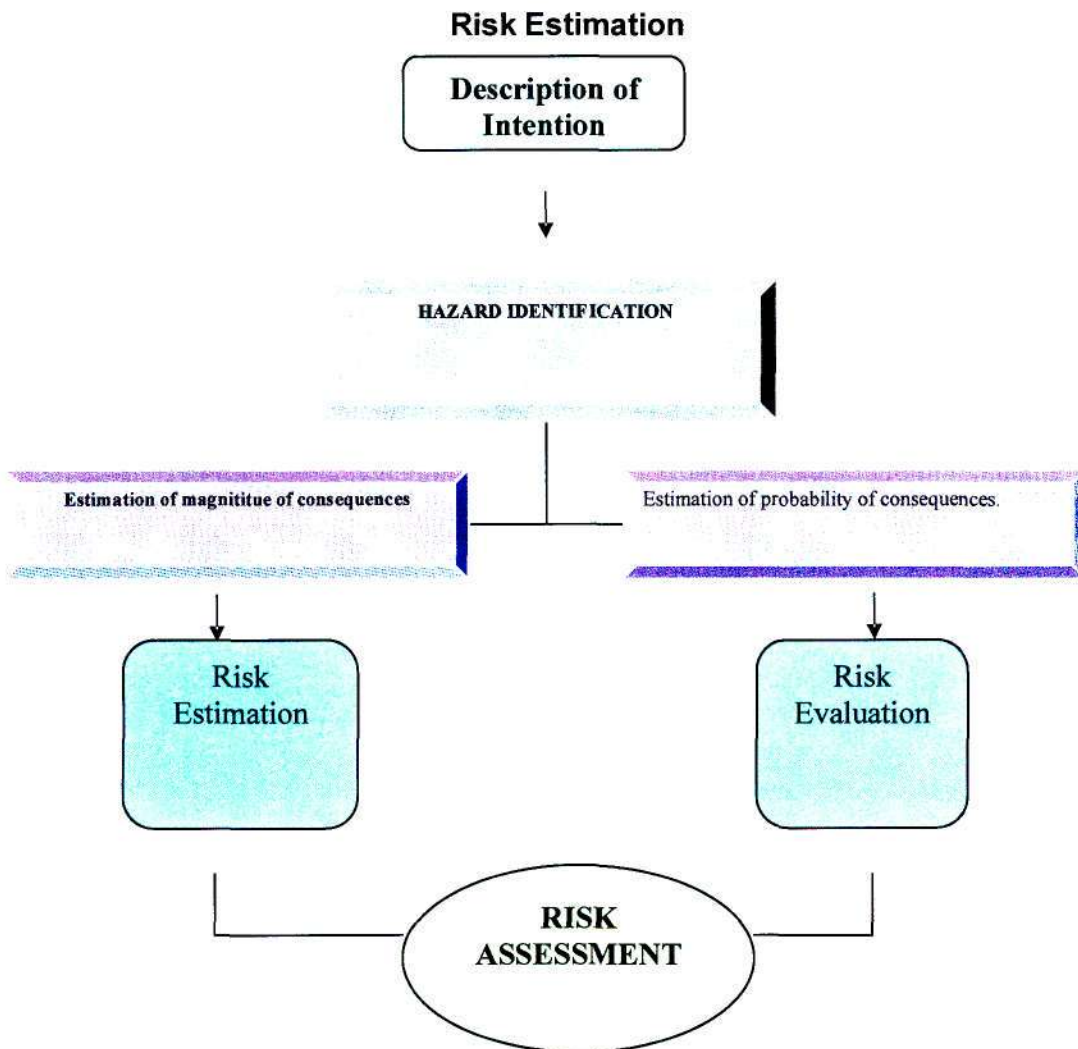 Risk Estimation
Description of
Intention
HAZARD IDENTIFICATION
Estimation of magnititue of consequences
Estimation of probability of consequences.
Risk
Estimation
Risk
Evaluation
RISK
ASSESSMENT